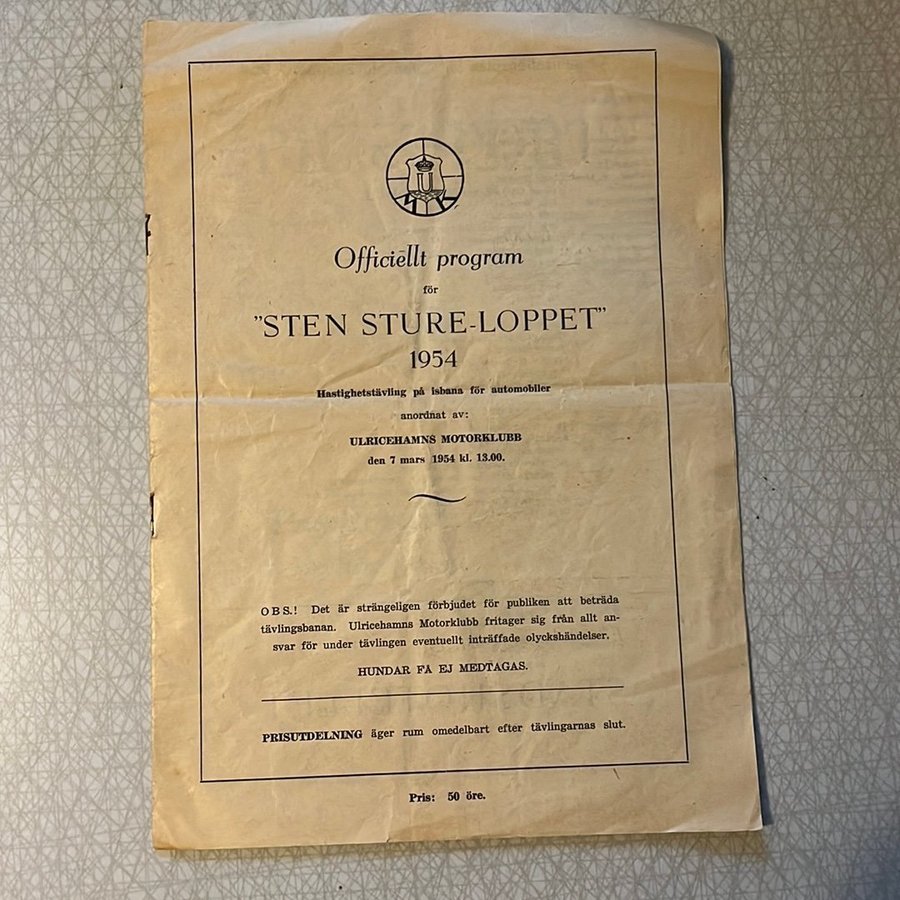 U
Officiellt program
för
"STEN STURE-LOPPET"
1954
Hastighetstävling på isbana för automobiler
anordnat av:
ULRICEHAMNS MOTORKLUBB
den 7 mars 1954 kl. 13.00.
OBS.! Det är strängeligen förbjudet för publiken att beträda
tävlingsbanan. Ulricehamns Motorklubb fritager sig från allt an-
svar för under tävlingen eventuellt inträffade olyckshändelser.
HUNDAR FÅ EJ MEDTAGAS.
PRISUTDELNING äger rum omedelbart efter tävlingarnas slut.
Pris: 50 öre.